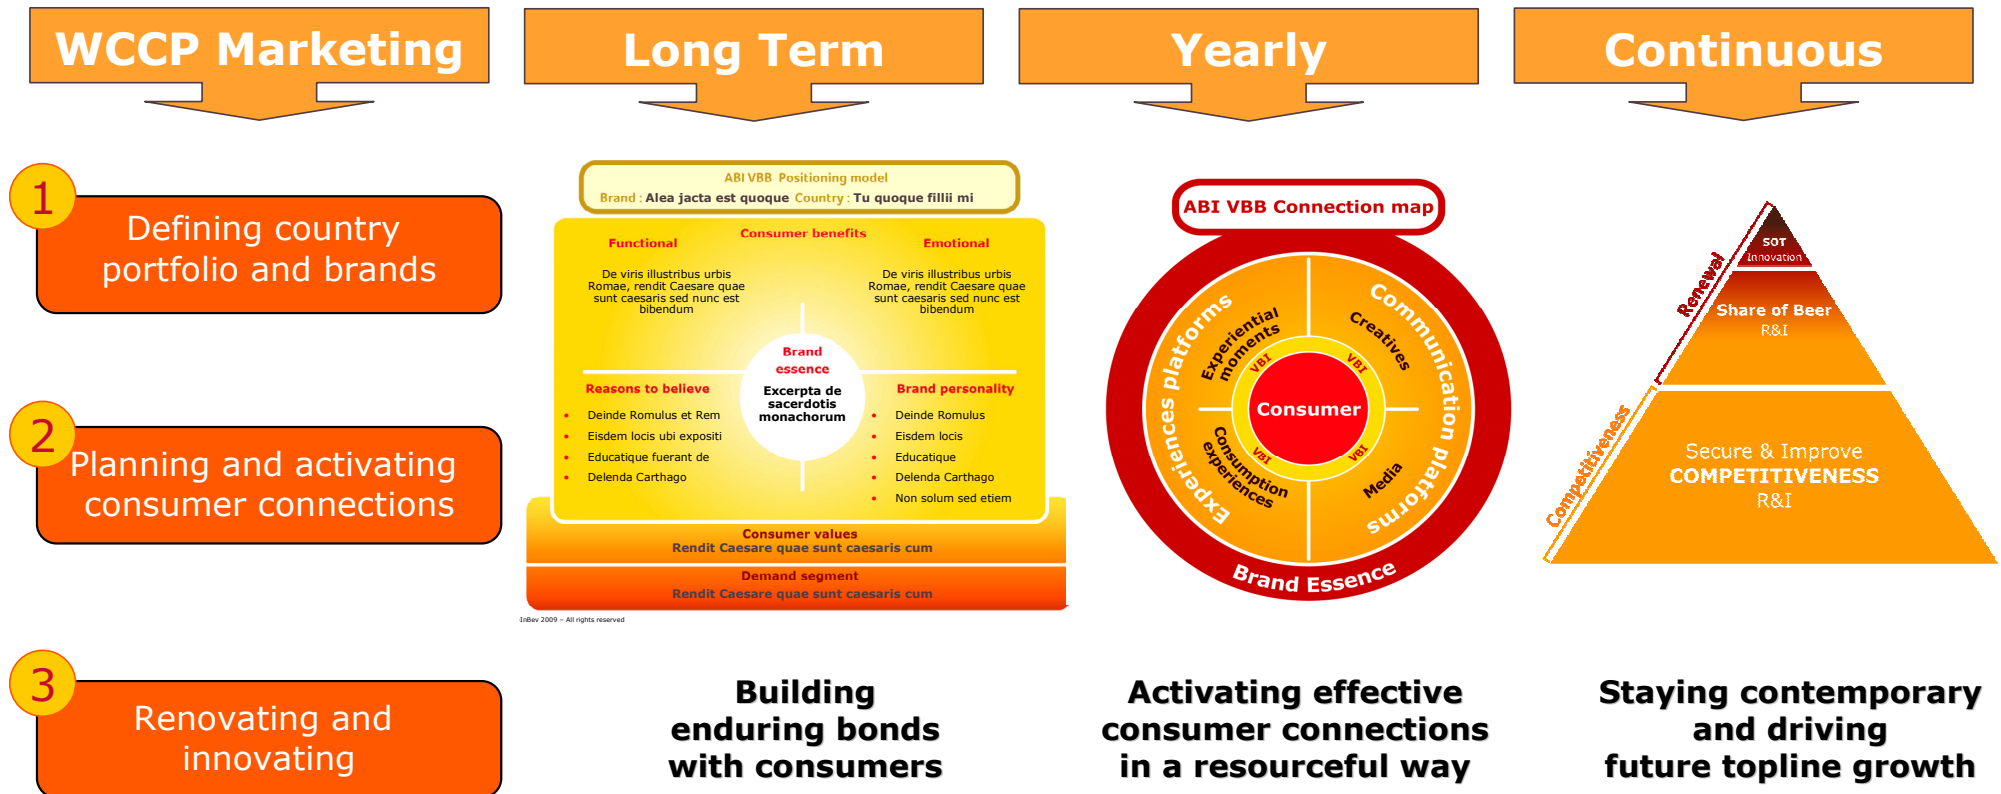 WCCP Marketing
Long Term
Yearly
Continuous
1
Defining country
portfolio and brands
2
Planning and activating
consumer connections
3
Renovating and
innovating
ABI VBB Positioning model
Brand : Alea jacta est quoque Country : Tu quoque fillii mi
Consumer benefits
Functional
Emotional
De viris illustribus urbis
Romae, rendit Caesare quae
sunt caesaris sed nunc est
bibendum
De viris illustribus urbis
Romae, rendit Caesare quae
sunt caesaris sed nunc est
bibendum
Brand
essence
Excerpta de
sacerdotis
monachorum
Reasons to believe
• Deinde Romulus et Rem
• Eisdem locis ubi expositi
• Educatique fuerant de
• Delenda Carthago
Brand personality
• Deinde Romulus
• Eisdem locis
• Educatique
• Delenda Carthago
• Non solum sed etiem
Consumer values
Rendit Caesare quae sunt caesaris cum
Demand segment
Rendit Caesare quae sunt caesaris cum
InBev 2009 – All rights reserved
Building
enduring bonds
with consumers
ABI VBB Connection map
Experiences platforms
Communication platforms
Experiential
moments
Creatives
VBI
VBI
Consumer
VBI
VBI
Consumption
experiences
Media
Brand Essence
Activating effective
consumer connections
in a resourceful way
Renewal
Competitiveness
SOT
Innovation
Share of Beer
R&I
Secure & Improve
COMPETITIVENESS
R&I
Staying contemporary
and driving
future topline growth